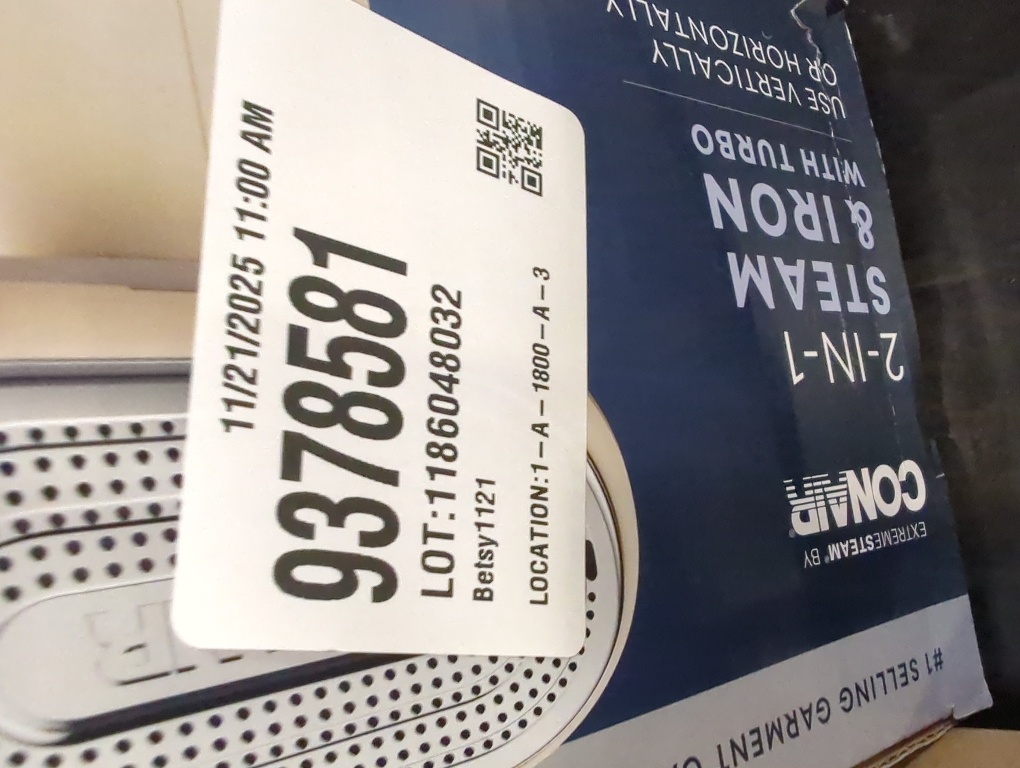 11/21/2025 11:00 AM
9378581
LOT:1186048032
Betsy1121
LOCATION:1-A-1800-A-3
#1 SELLING GARMENT
EXTREMESTEAM® BY
CONAIR®
2-IN-1
STEAM
& IRON
WITH TURBO
USE VERTICALLY
OR HORIZONTALLY